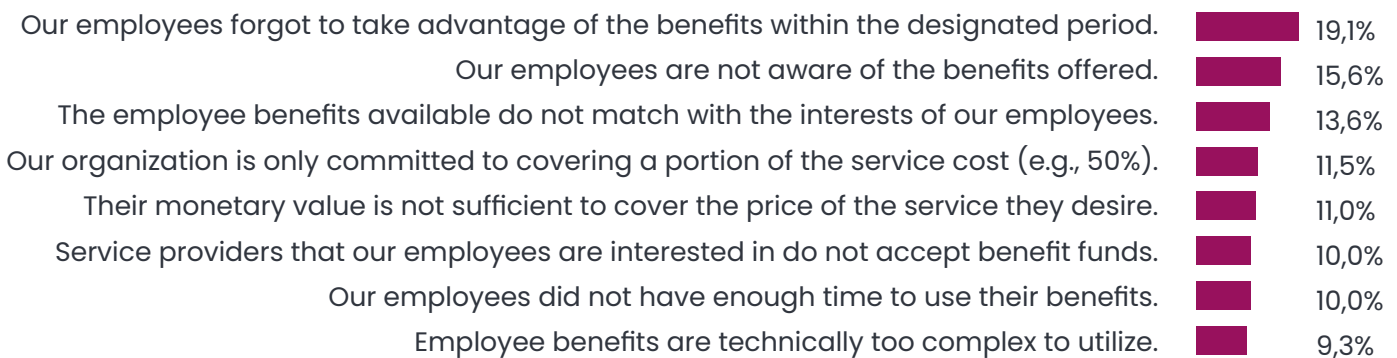 Our employees forgot to take advantage of the benefits within the designated period. 19,1%
Our employees are not aware of the benefits offered. 15,6%
The employee benefits available do not match with the interests of our employees. 13,6%
Our organization is only committed to covering a portion of the service cost (e.g., 50%). 11,5%
Their monetary value is not sufficient to cover the price of the service they desire. 11,0%
Service providers that our employees are interested in do not accept benefit funds. 10,0%
Our employees did not have enough time to use their benefits. 10,0%
Employee benefits are technically too complex to utilize. 9,3%